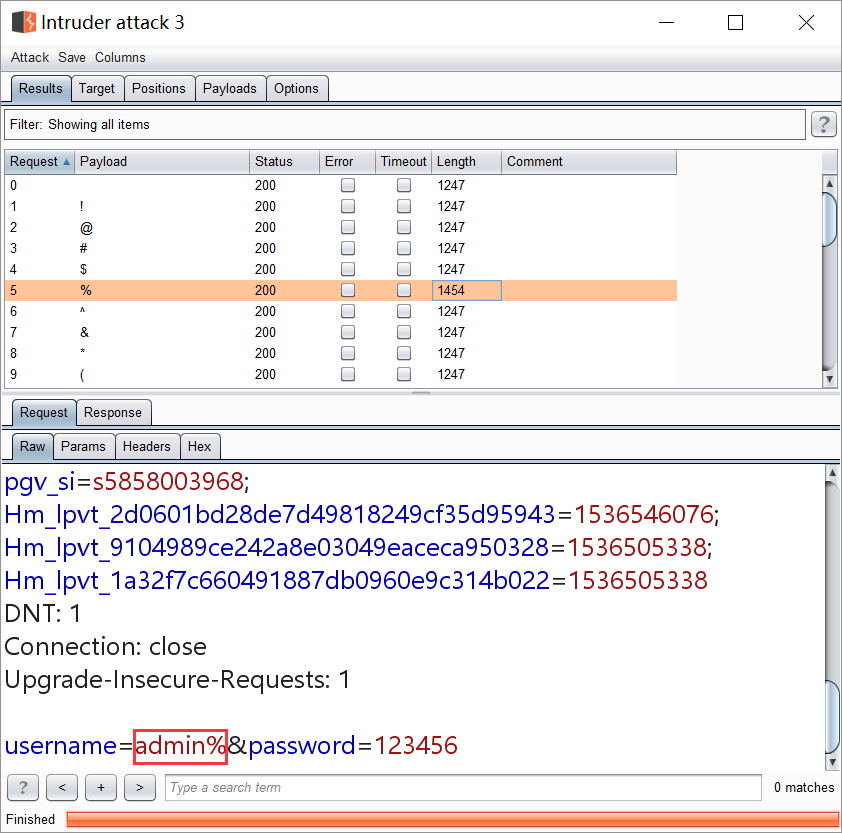 Intruder attack 3
Attack Save Columns
Results Target Positions Payloads Options
Filter: Showing all items ?
Request Payload Status Error Timeout Length Comment
0 200 1247
1 ! 200 1247
2 @ 200 1247
3 # 200 1247
4 $ 200 1247
5 % 200 1454
6 ^ 200 1247
7 & 200 1247
8 * 200 1247
9 ( 200 1247
Request Response
Raw Params Headers Hex
pgv_si=s5858003968;
Hm_lpvt_2d0601bd28de7d49818249cf35d95943=1536546076;
Hm_lpvt_9104989ce242a8e03049eaceca950328=1536505338;
Hm_lpvt_1a32f7c660491887db0960e9c314b022=1536505338
DNT: 1
Connection: close
Upgrade-Insecure-Requests: 1
username=admin%&password=123456
? < + > Type a search term 0 matches
Finished